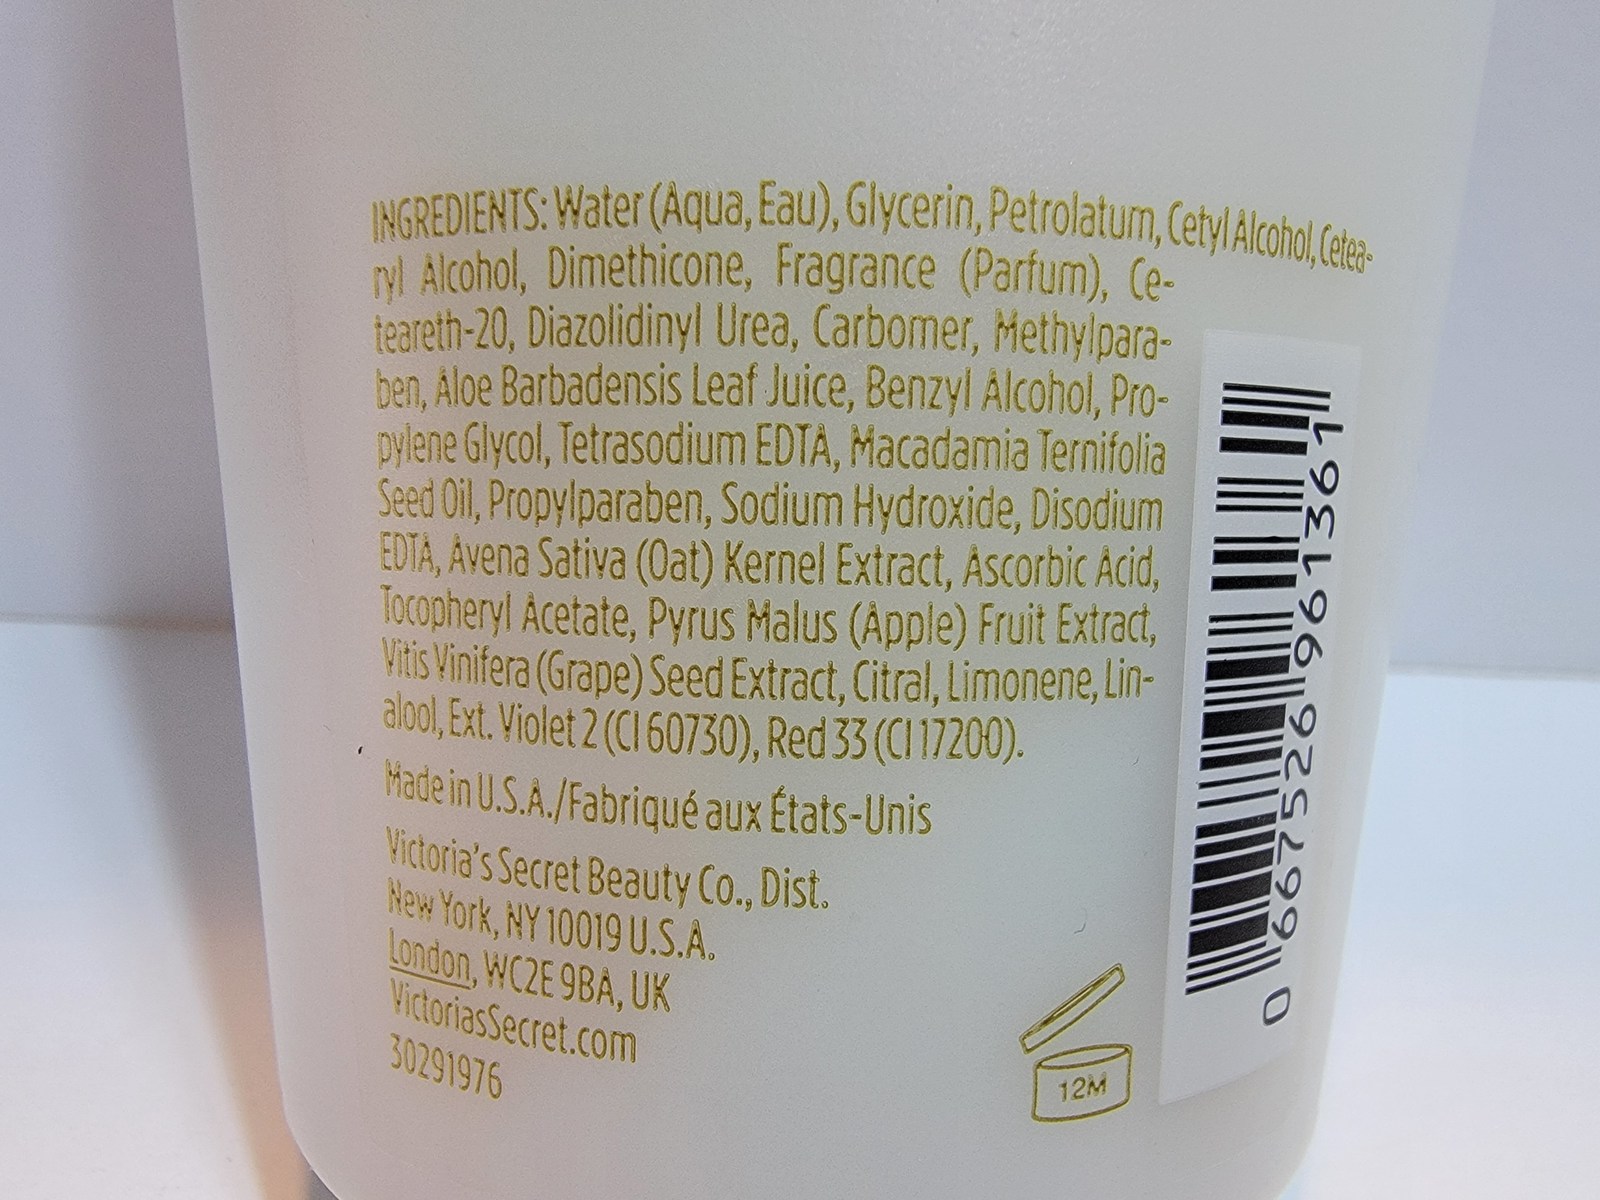 INGREDIENTS: Water (Aqua, Eau), Glycerin, Petrolatum, Cetyl Alcohol, Cetea-
ryl Alcohol, Dimethicone, Fragrance (Parfum), Ce-
teareth-20, Diazolidinyl Urea, Carbomer, Methylpara-
ben, Aloe Barbadensis Leaf Juice, Benzyl Alcohol, Pro-
pylene Glycol, Tetrasodium EDTA, Macadamia Ternifolia
Seed Oil, Propylparaben, Sodium Hydroxide, Disodium
EDTA, Avena Sativa (Oat) Kernel Extract, Ascorbic Acid,
Tocopheryl Acetate, Pyrus Malus (Apple) Fruit Extract,
Vitis Vinifera (Grape) Seed Extract, Citral, Limonene, Lin-
alool, Ext. Violet 2 (CI 60730), Red 33 (CI 17200).
Made in U.S.A./Fabriqué aux États-Unis
Victoria's Secret Beauty Co., Dist.
New York, NY 10019 U.S.A.
London, WC2E 9BA, UK
VictoriasSecret.com
30291976
12M
0 667526 961361